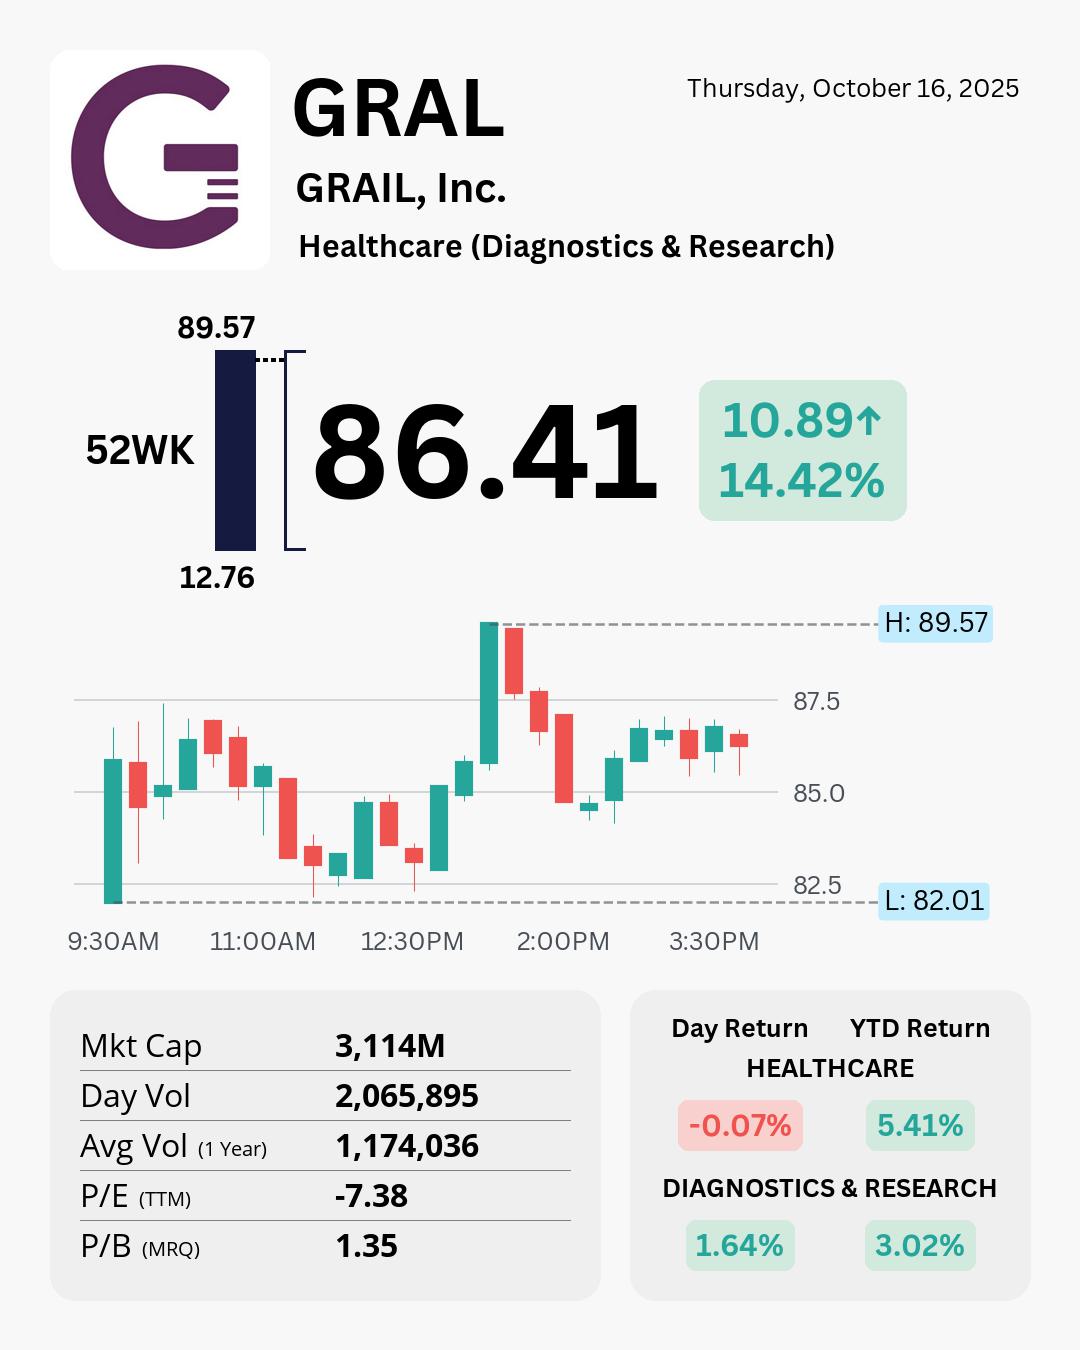 GRAL
Thursday, October 16, 2025
GRAIL, Inc.
Healthcare (Diagnostics & Research)
89.57
52WK
86.41
10.89↑
14.42%
12.76
H: 89.57
87.5
85.0
82.5
L: 82.01
9:30AM 11:00AM 12:30PM 2:00PM 3:30PM
Mkt Cap 3,114M
Day Vol 2,065,895
Avg Vol (1 Year) 1,174,036
P/E (TTM) -7.38
P/B (MRQ) 1.35
Day Return YTD Return
HEALTHCARE
-0.07% 5.41%
DIAGNOSTICS & RESEARCH
1.64% 3.02%